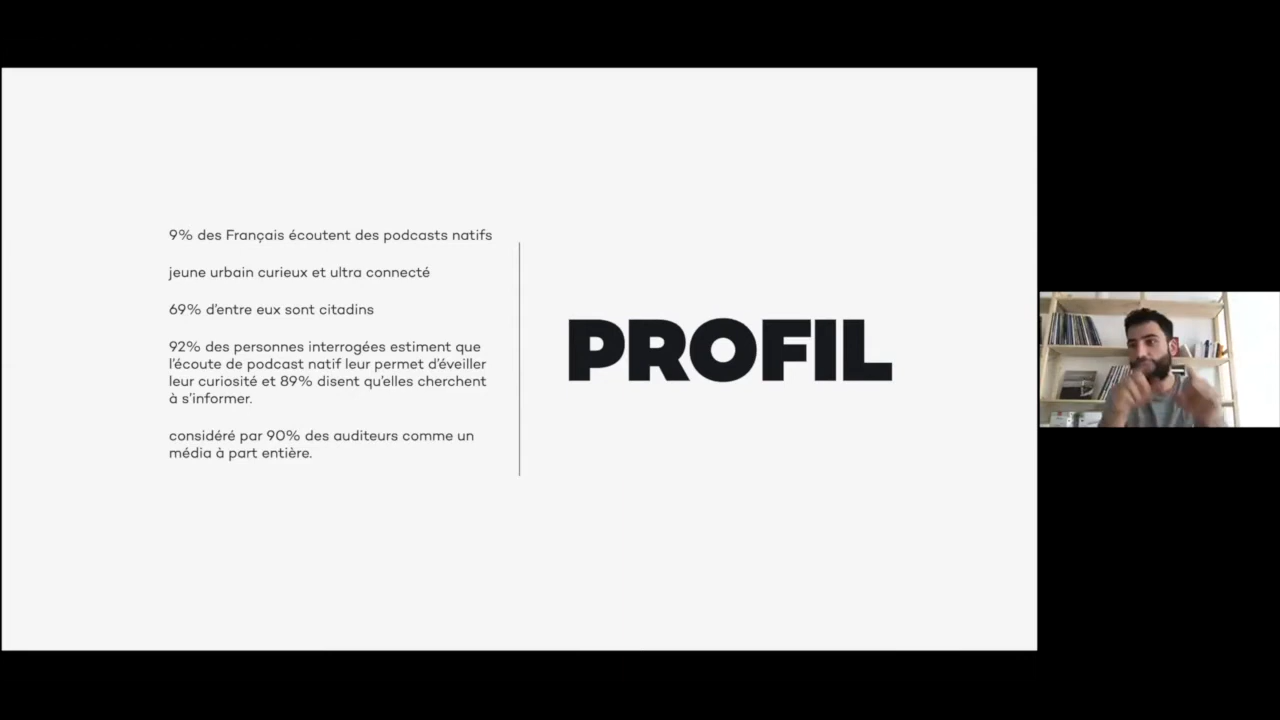 9% des Français écoutent des podcasts natifs
jeune urbain curieux et ultra connecté
69% d'entre eux sont citadins
92% des personnes interrogées estiment que
l'écoute de podcast natif leur permet d'éveiller
leur curiosité et 89% disent qu'elles cherchent
à s'informer.
considéré par 90% des auditeurs comme un
média à part entière.
PROFIL